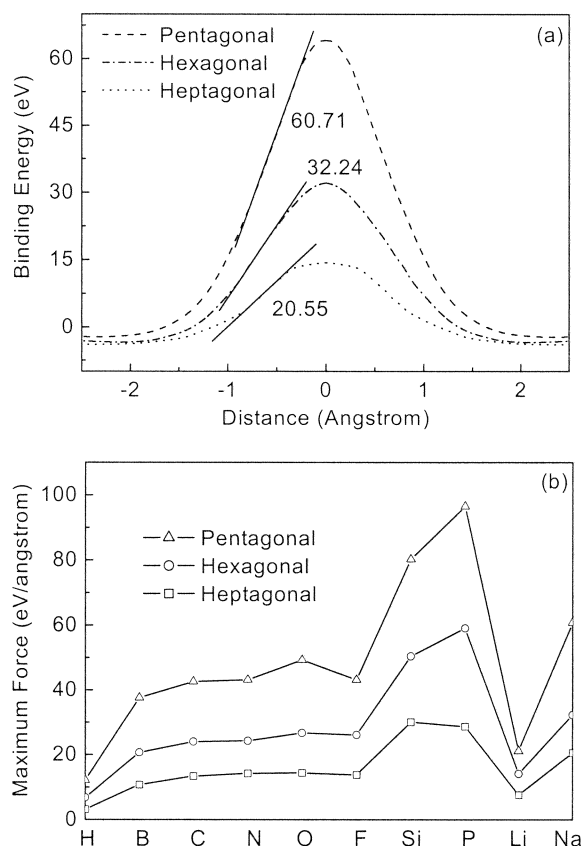 (a)
Pentagonal
Hexagonal
Heptagonal
60
45
30
15
0
Binding Energy (eV)
60.71
32.24
20.55
-2 -1 0 1 2
Distance (Angstrom)
(b)
Pentagonal
Hexagonal
Heptagonal
100
80
60
40
20
0
Maximum Force (eV/angstrom)
H B C N O F Si P Li Na